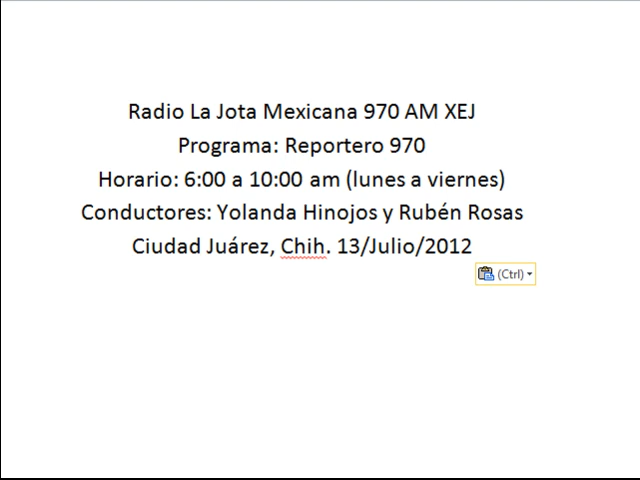 Radio La Jota Mexicana 970 AM XEJ
Programa: Reportero 970
Horario: 6:00 a 10:00 am (lunes a viernes)
Conductores: Yolanda Hinojos y Rubén Rosas
Ciudad Juárez, Chih. 13/Julio/2012
(Ctrl)